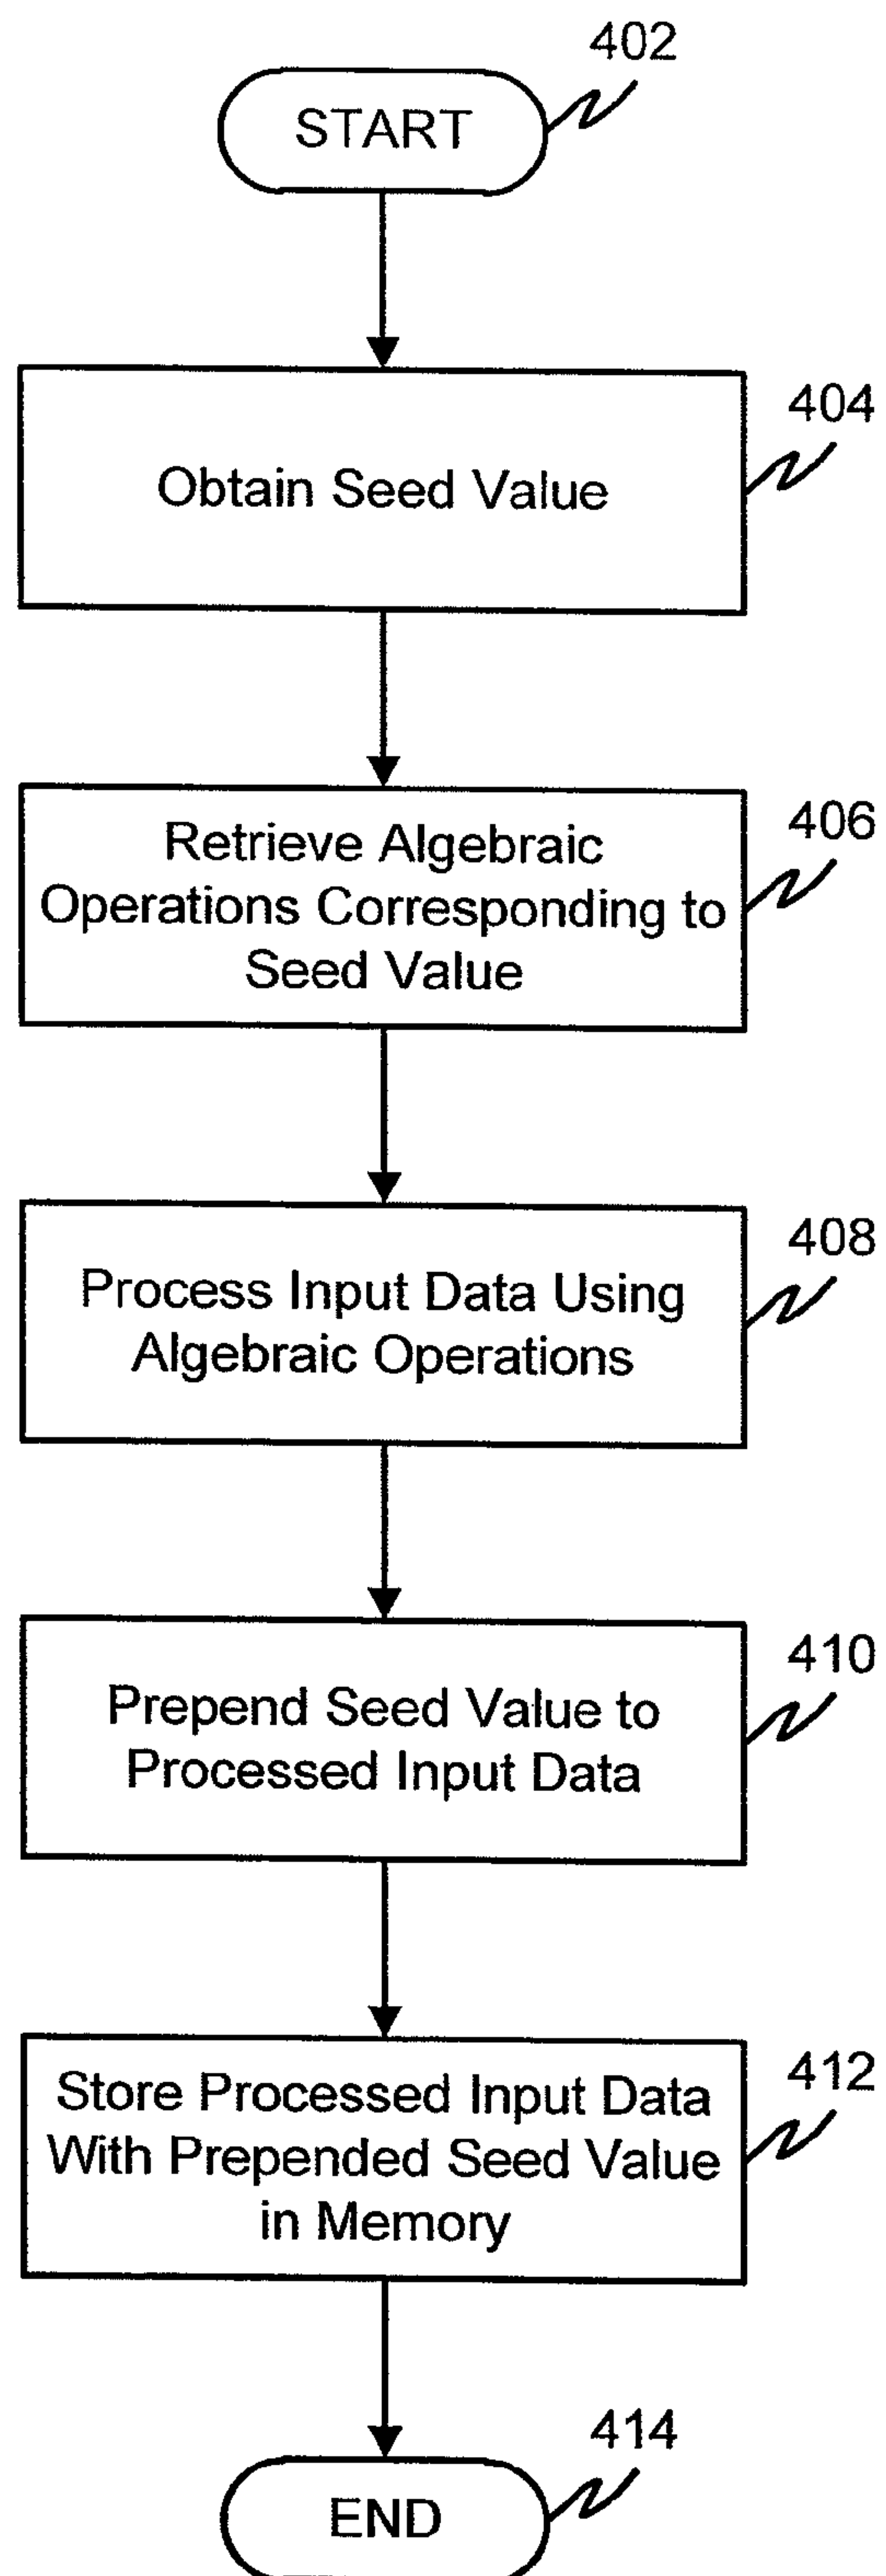 402
START
404
Obtain Seed Value
406
Retrieve Algebraic
Operations Corresponding to
Seed Value
408
Process Input Data Using
Algebraic Operations
410
Prepend Seed Value to
Processed Input Data
412
Store Processed Input Data
With Prepended Seed Value
in Memory
414
END